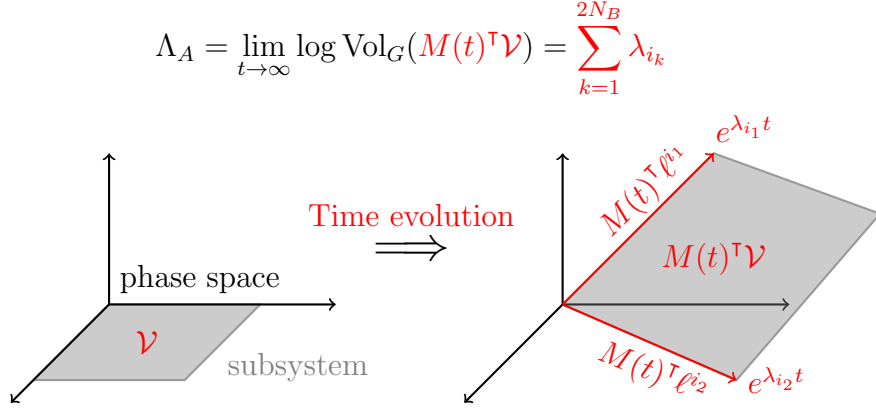 Λ_A = lim_{t→∞} log Vol_G(M(t)^⊺𝒱) = ∑_{k=1}^{2N_B} λ_{i_k}
Time evolution
⟹
phase space
𝒱
subsystem
e^{λ_{i_1} t}
M(t)^⊺ℓ^{i_1}
M(t)^⊺𝒱
M(t)^⊺ℓ^{i_2}
e^{λ_{i_2} t}